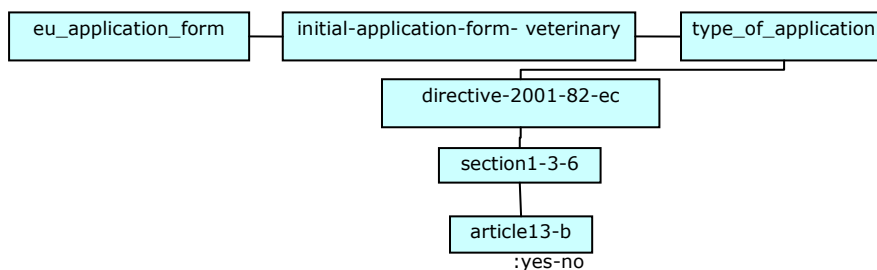 eu_application_form
initial-application-form- veterinary
type_of_application
directive-2001-82-ec
section1-3-6
article13-b
:yes-no